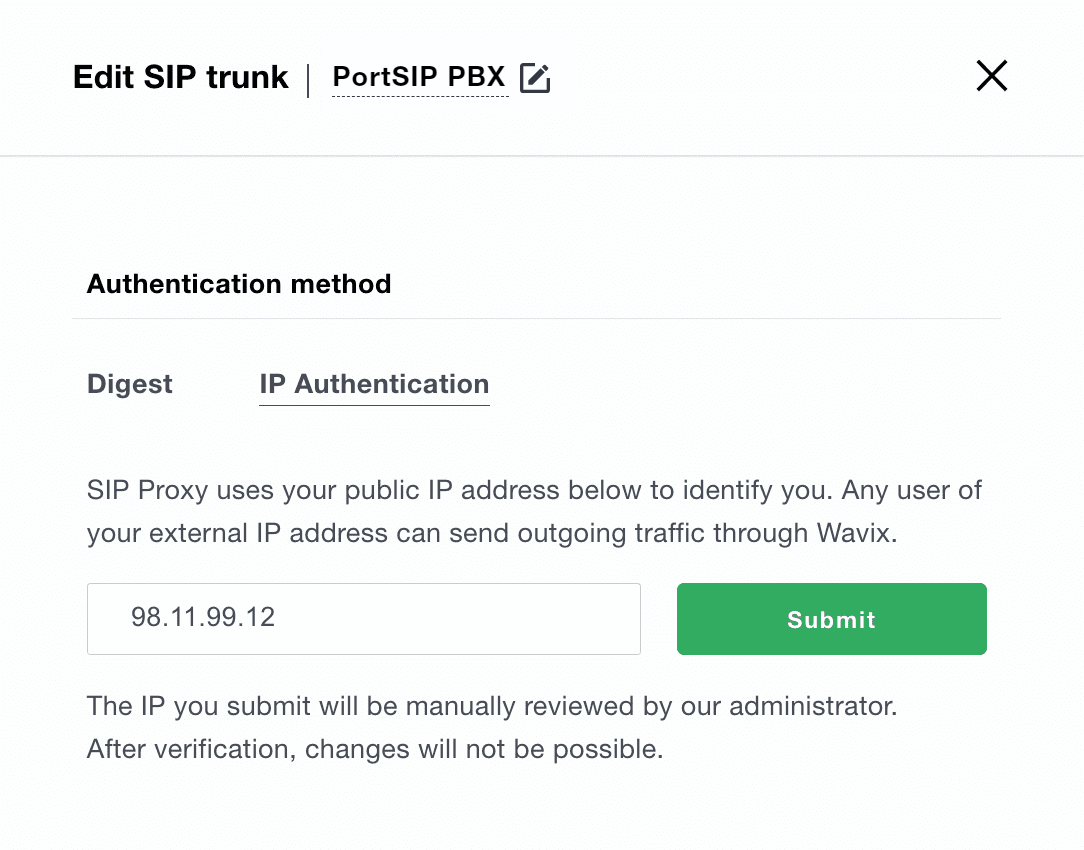 Edit SIP trunk | PortSIP PBX
Authentication method
Digest IP Authentication
SIP Proxy uses your public IP address below to identify you. Any user of
your external IP address can send outgoing traffic through Wavix.
98.11.99.12 Submit
The IP you submit will be manually reviewed by our administrator.
After verification, changes will not be possible.